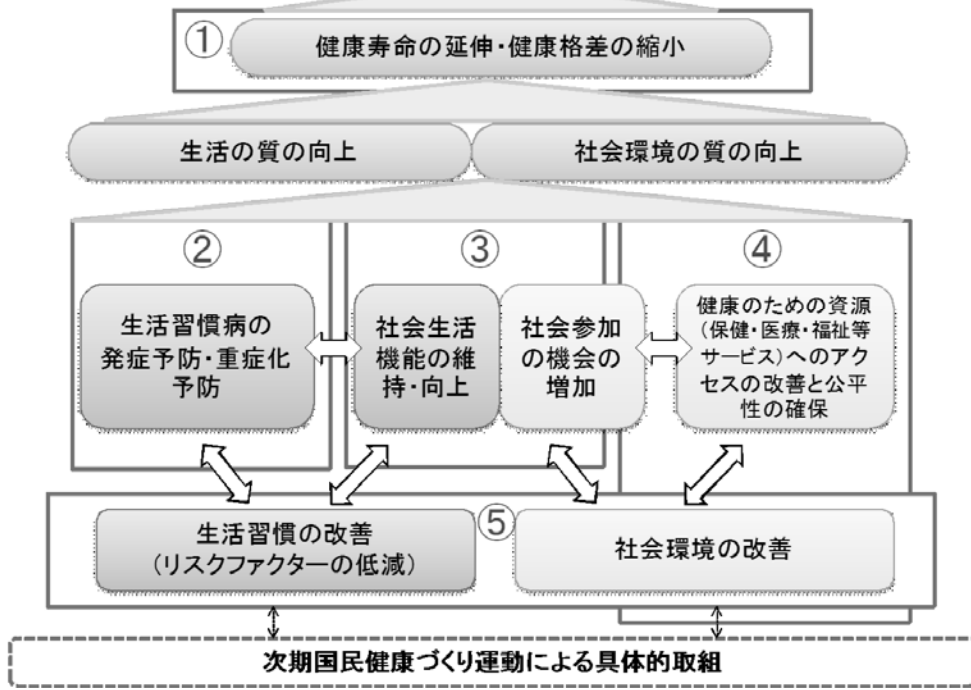 ①
健康寿命の延伸・健康格差の縮小
生活の質の向上
社会環境の質の向上
②
生活習慣病の
発症予防・重症化
予防
③
社会生活
機能の維
持・向上
社会参加
の機会の
増加
④
健康のための資源
(保健・医療・福祉等
サービス)へのアク
セスの改善と公平
性の確保
⑤
生活習慣の改善
(リスクファクターの低減)
社会環境の改善
次期国民健康づくり運動による具体的取組